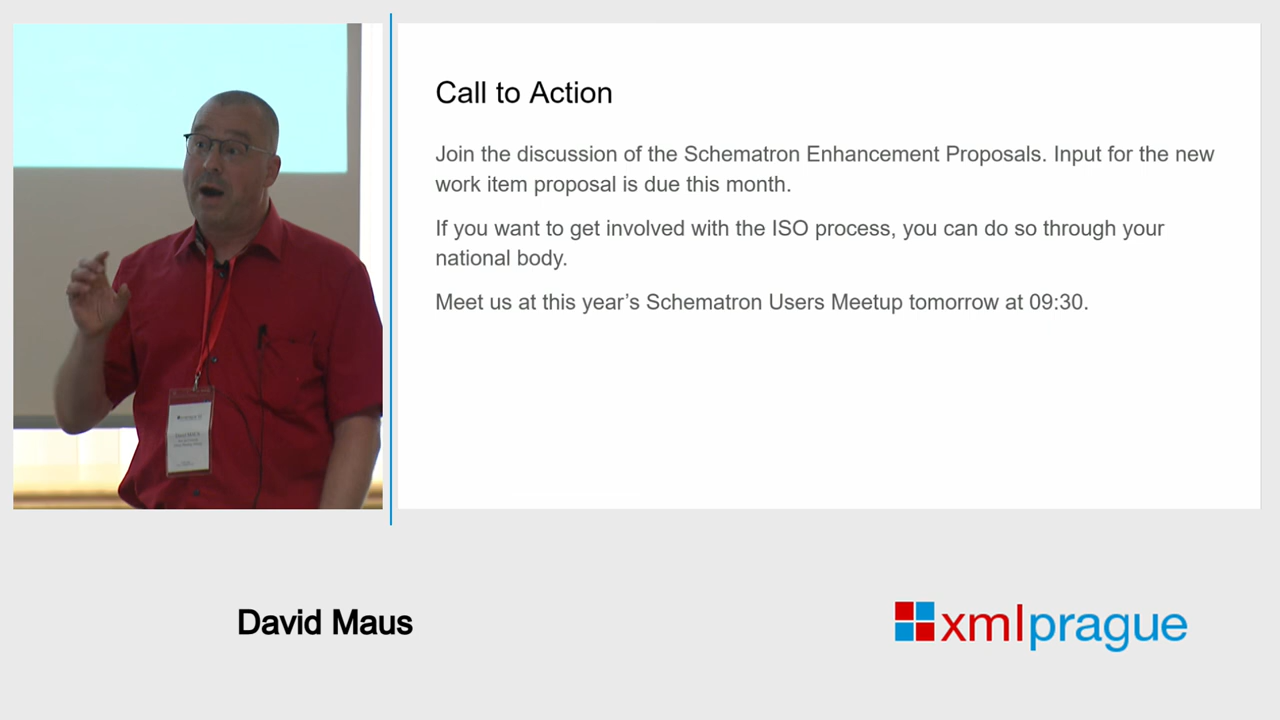 Call to Action
Join the discussion of the Schematron Enhancement Proposals. Input for the new
work item proposal is due this month.
If you want to get involved with the ISO process, you can do so through your
national body.
Meet us at this year’s Schematron Users Meetup tomorrow at 09:30.
David Maus
xmlprague